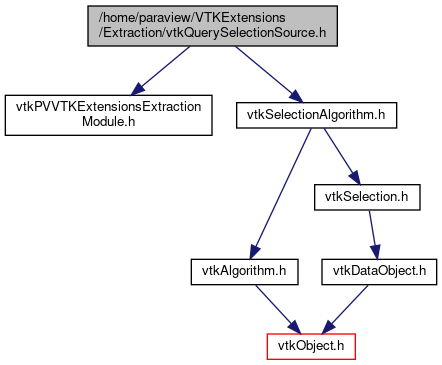 /home/paraview/VTKExtensions
/Extraction/vtkQuerySelectionSource.h
vtkPVVTKExtensionsExtraction
Module.h
vtkSelectionAlgorithm.h
vtkSelection.h
vtkAlgorithm.h
vtkDataObject.h
vtkObject.h